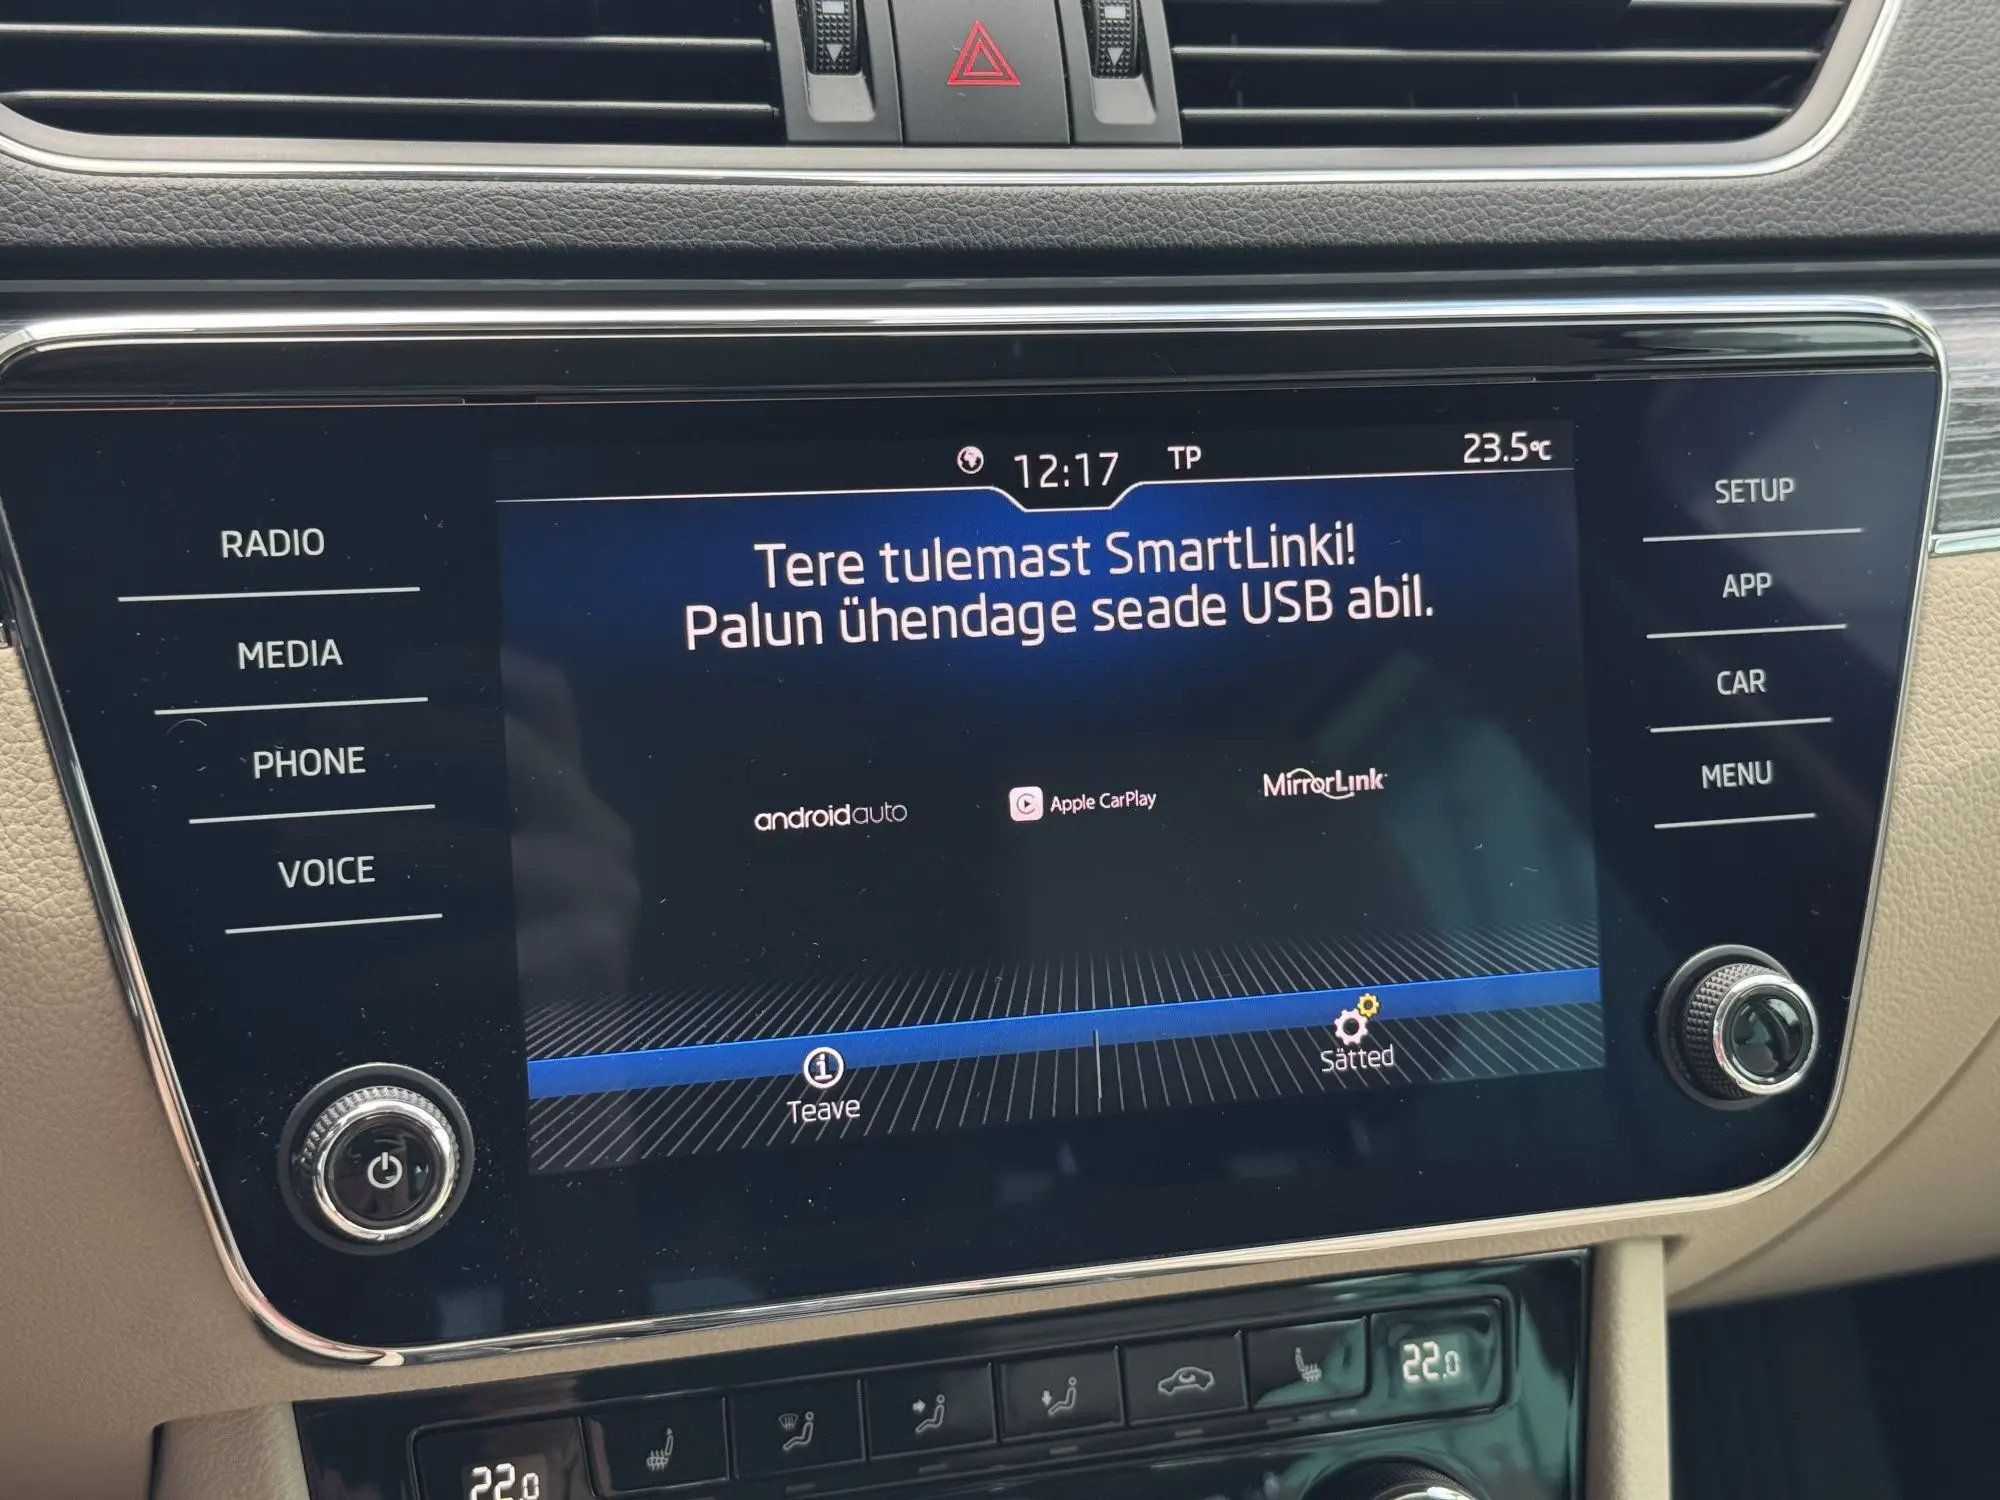 12:17 TP 23.5°C
Tere tulemast SmartLinki!
Palun ühendage seade USB abil.
androidauto Apple CarPlay MirrorLink
Teave Sätted
RADIO
MEDIA
PHONE
VOICE
SETUP
APP
CAR
MENU
22.0
22.0